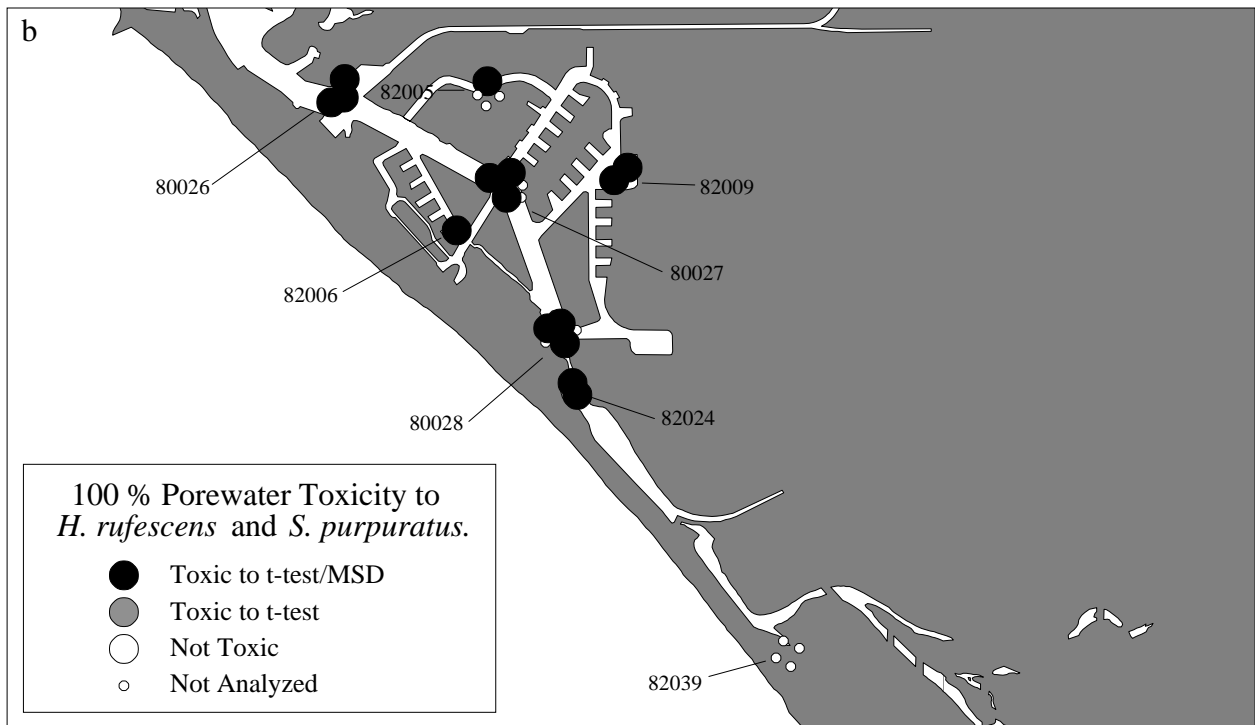 b
82005
80026
82009
80027
82006
80028
82024
100 % Porewater Toxicity to
H. rufescens and S. purpuratus.
Toxic to t-test/MSD
Toxic to t-test
Not Toxic
Not Analyzed
82039